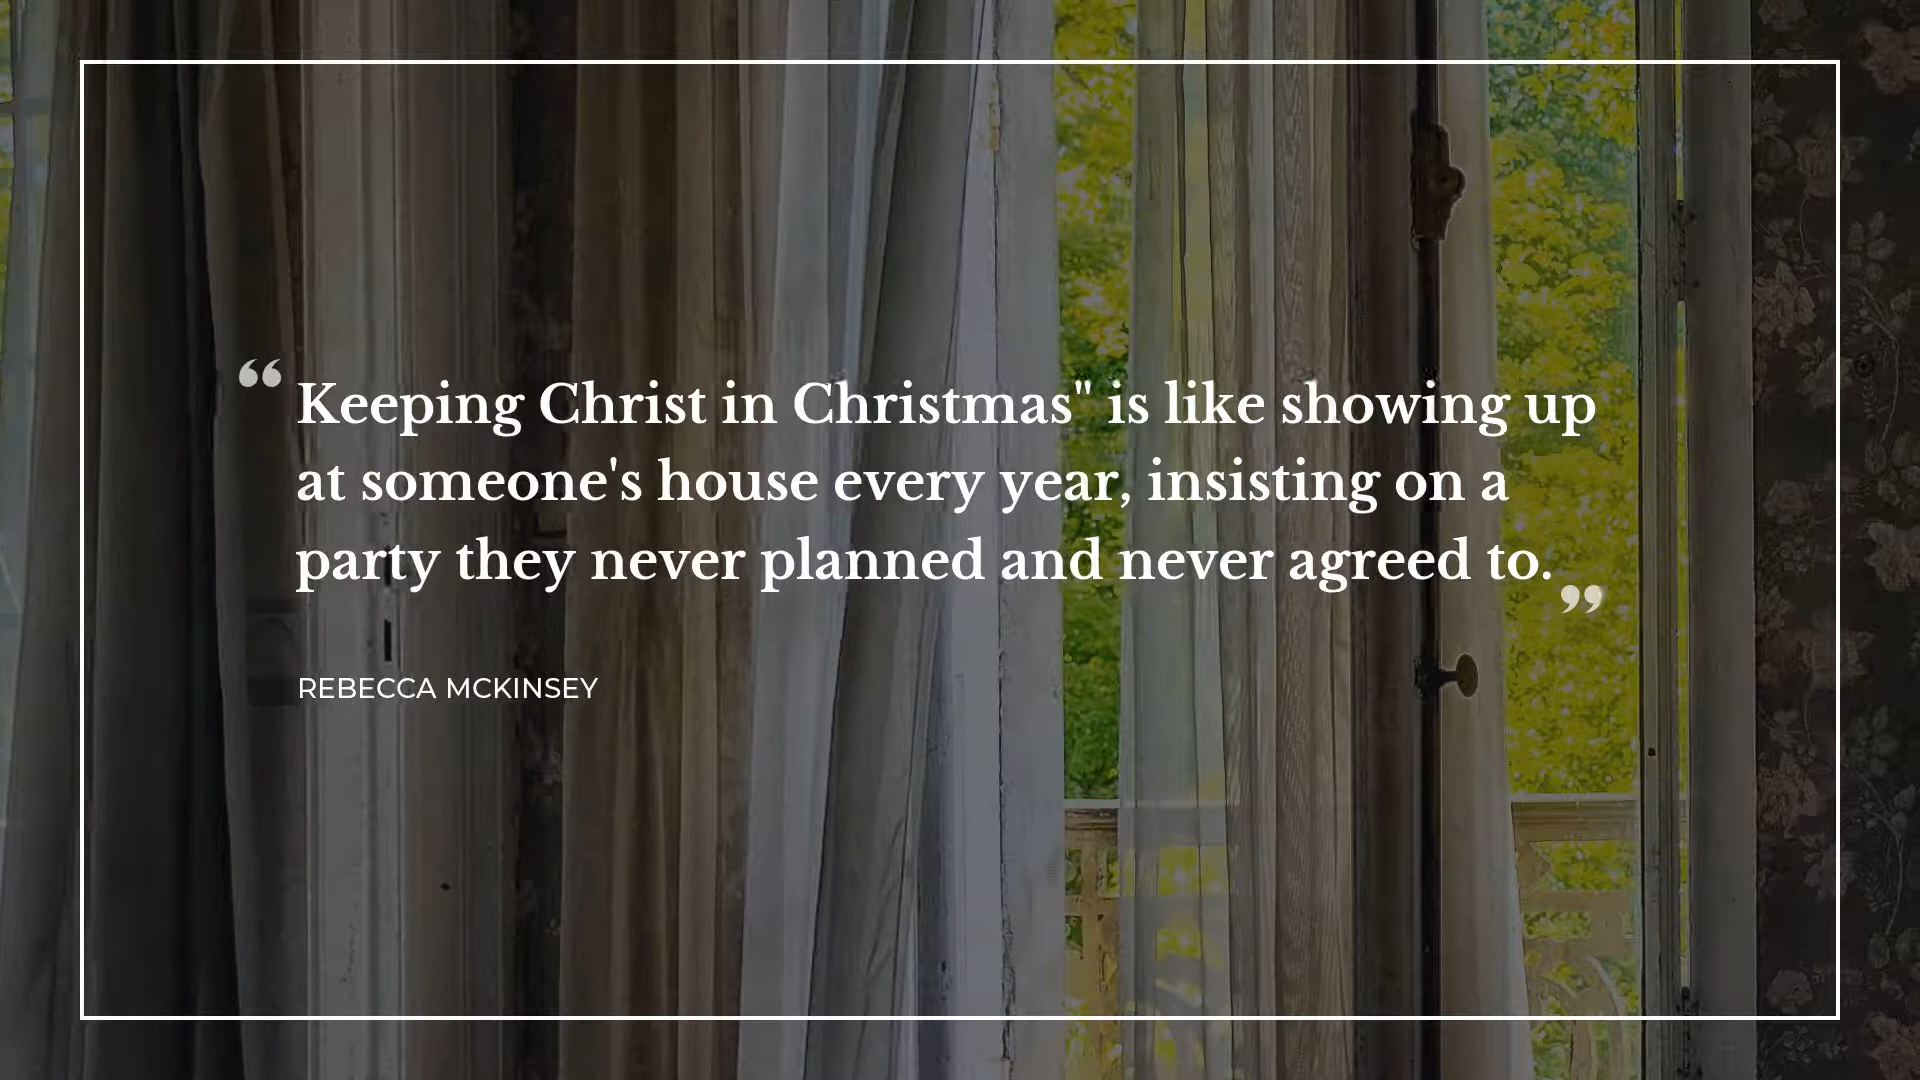 “Keeping Christ in Christmas" is like showing up
at someone's house every year, insisting on a
party they never planned and never agreed to.”
REBECCA MCKINSEY